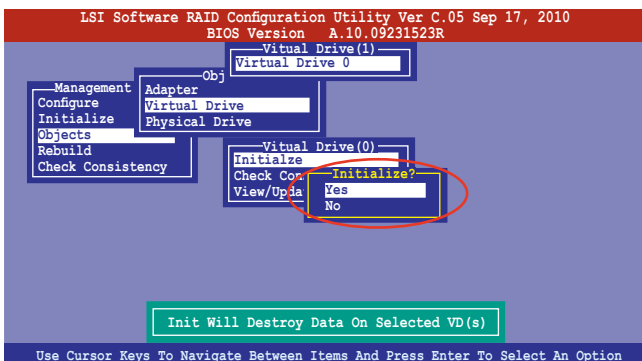 LSI Software RAID Configuration Utility Ver C.05 Sep 17, 2010
BIOS Version A.10.09231523R
Vitual Drive(1)
Virtual Drive 0
Obj
Adapter
Virtual Drive
Physical Drive
Management
Configure
Initialize
Objects
Rebuild
Check Consistency
Vitual Drive(0)
Initialze
Check Con
View/Upda
Initialize?
Yes
No
Init Will Destroy Data On Selected VD(s)
Use Cursor Keys To Navigate Between Items And Press Enter To Select An Option